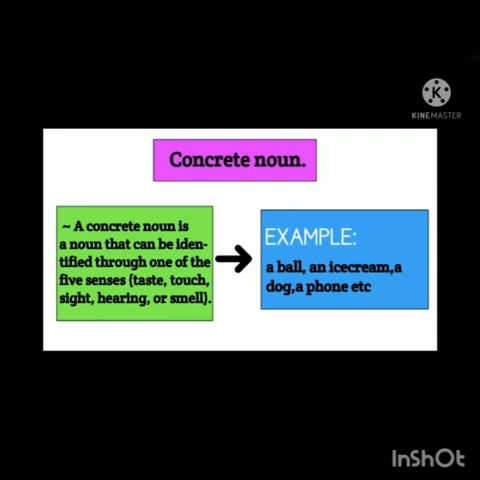 KINEMASTER
Concrete noun.
~ A concrete noun is
a noun that can be iden-
tified through one of the
five senses (taste, touch,
sight, hearing, or smell).
EXAMPLE:
a ball, an icecream,a
dog,a phone etc
InShOt